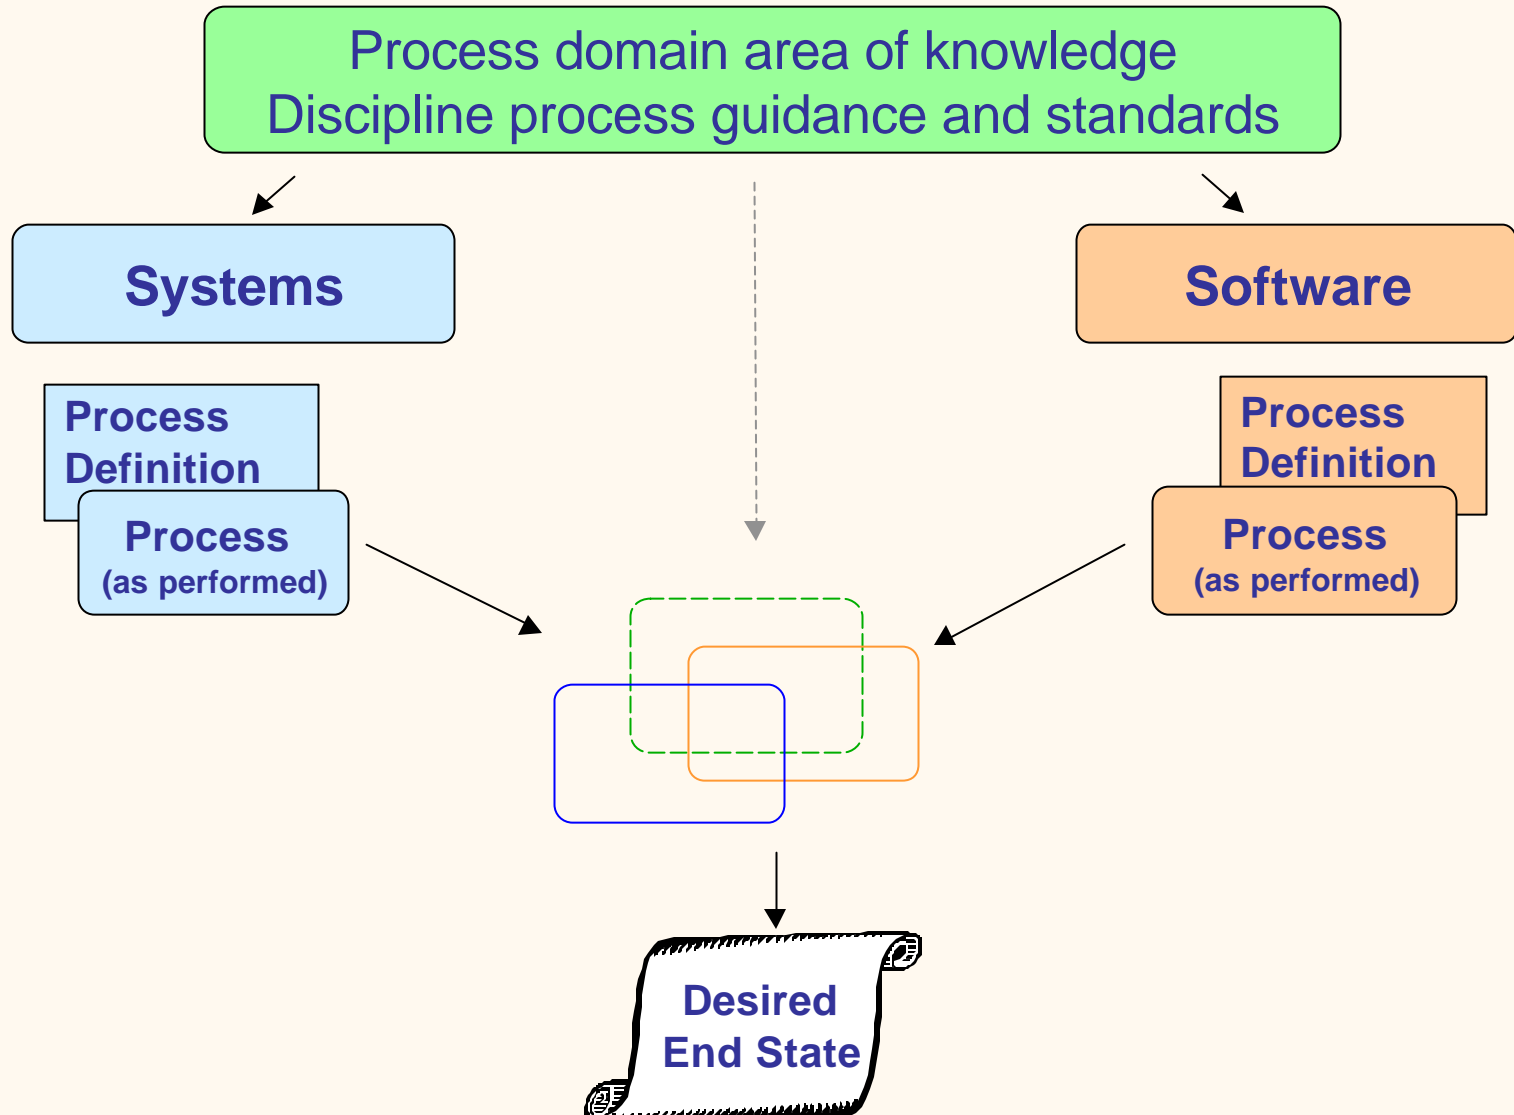 Process domain area of knowledge
Discipline process guidance and standards
Systems
Software
Process
Definition
Process
(as performed)
Process
Definition
Process
(as performed)
Desired
End State